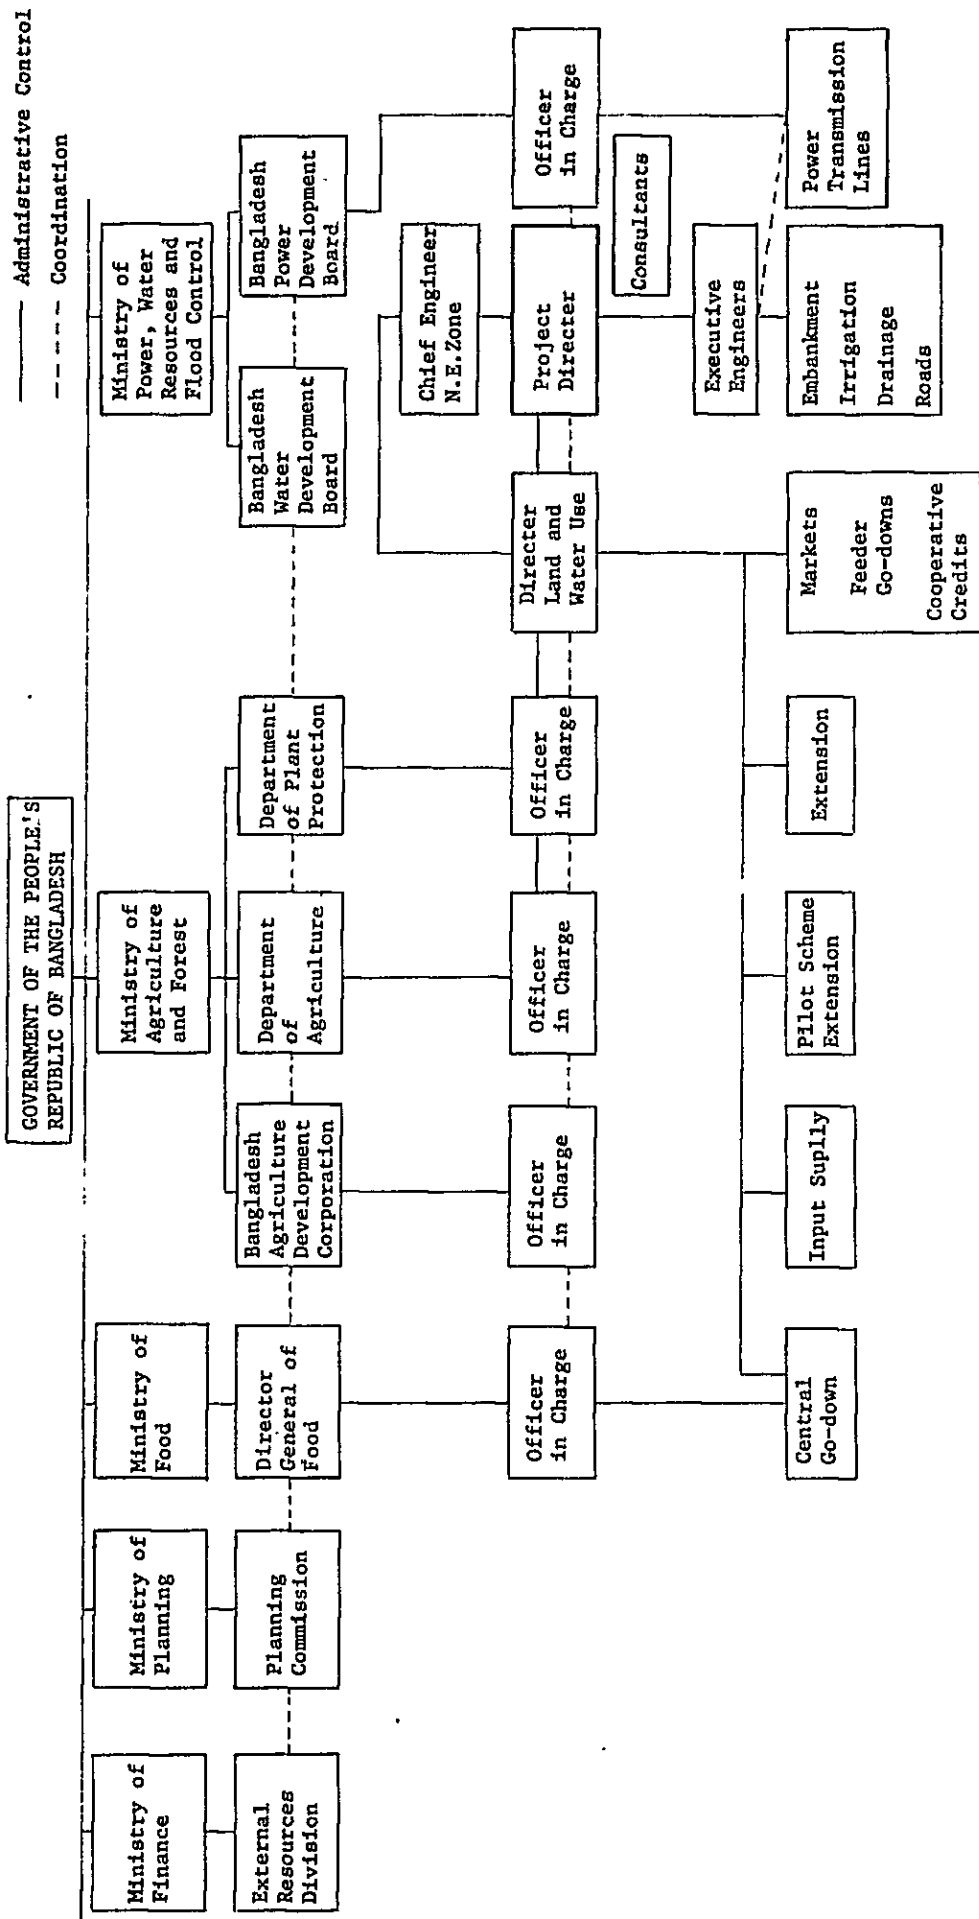 —— Administrative Control
---- Coordination
GOVERNMENT OF THE PEOPLE'S
REPUBLIC OF BANGLADESH
Ministry of
Finance
Ministry of
Planning
Ministry of
Food
Ministry of
Agriculture
and Forest
Ministry of
Power, Water
Resources and
Flood Control
External
Resources
Division
Planning
Commission
Director
General of
Food
Bangladesh
Agriculture
Development
Corporation
Department
of
Agriculture
Department
of Plant
Protection
Bangladesh
Water
Development
Board
Bangladesh
Power
Development
Board
Chief Engineer
N.E.Zone
Officer
in Charge
Officer
in Charge
Officer
in Charge
Officer
in Charge
Directer
Land and
Water Use
Project
Directer
Officer
in Charge
Consultants
Executive
Engineers
Central
Go-down
Input Suplly
Pilot Scheme
Extension
Extension
Markets
Feeder
Go-downs
Cooperative
Credits
Embankment
Irrigation
Drainage
Roads
Power
Transmission
Lines